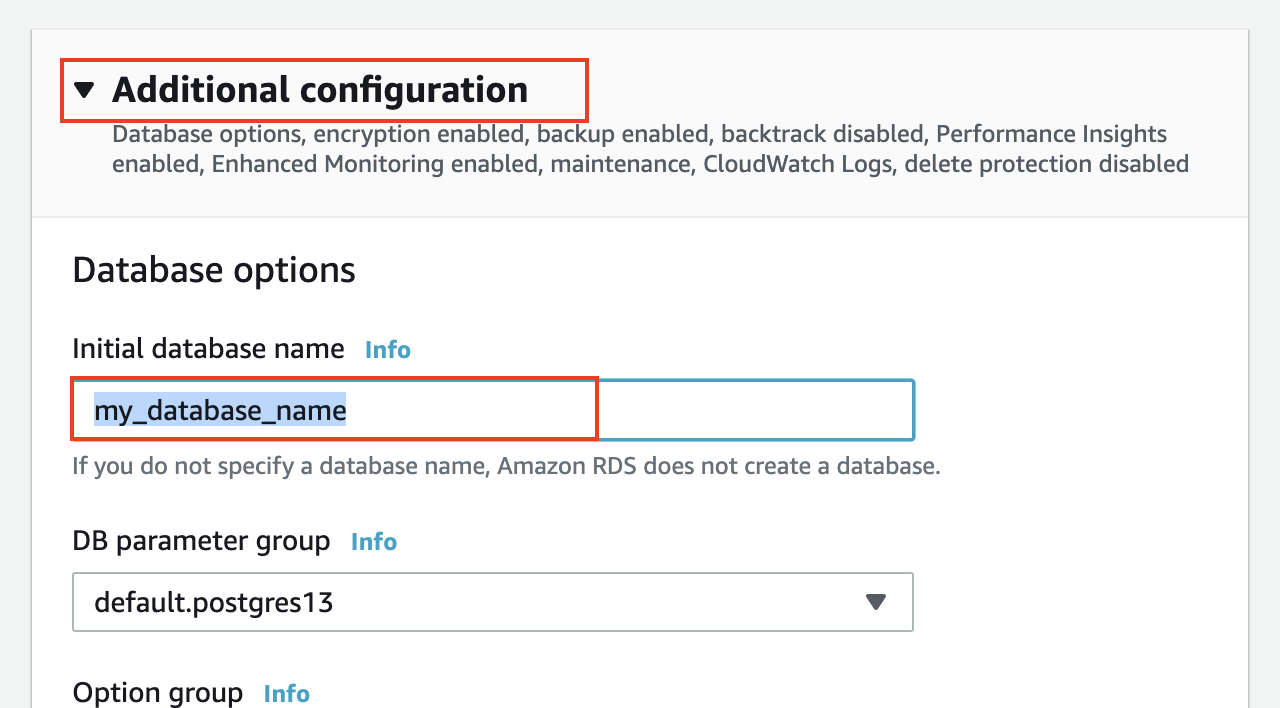 Additional configuration
Database options, encryption enabled, backup enabled, backtrack disabled, Performance Insights
enabled, Enhanced Monitoring enabled, maintenance, CloudWatch Logs, delete protection disabled
Database options
Initial database name Info
my_database_name
If you do not specify a database name, Amazon RDS does not create a database.
DB parameter group Info
default.postgres13
Option group Info